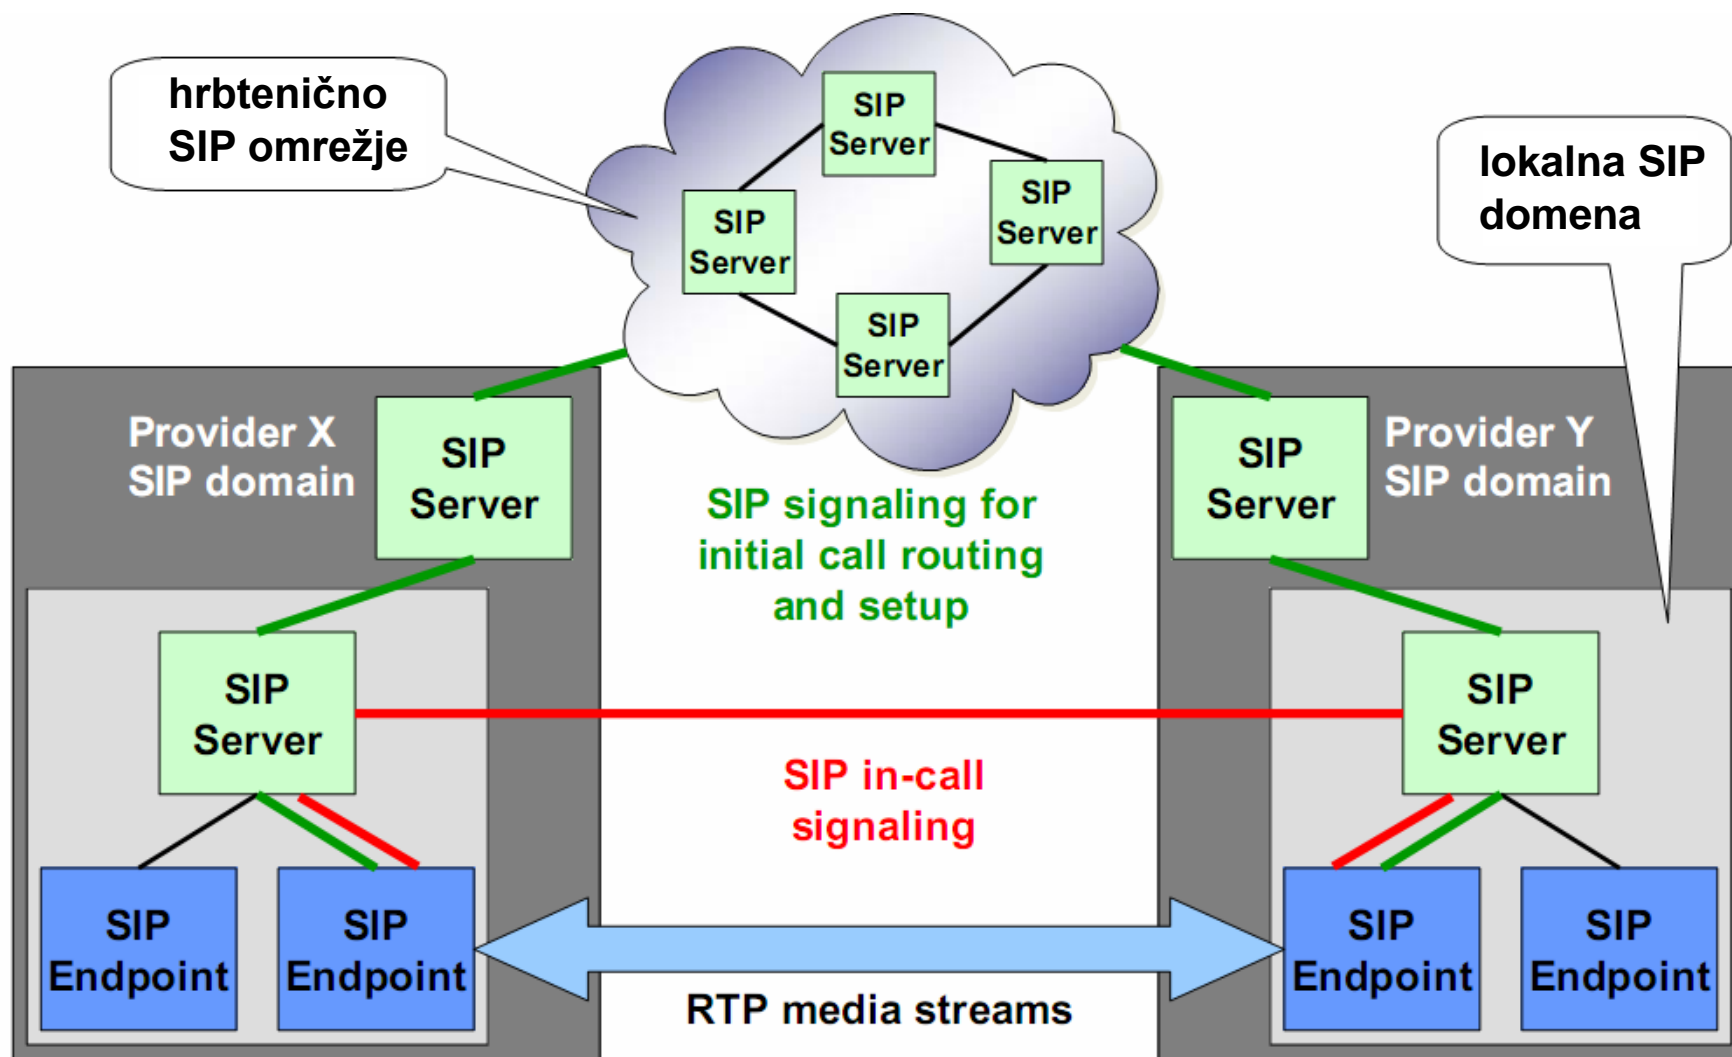 hrbtenično
SIP omrežje
SIP
Server
SIP
Server
SIP
Server
SIP
Server
lokalna SIP
domena
Provider X
SIP domain
SIP
Server
SIP
Server
Provider Y
SIP domain
SIP signaling for
initial call routing
and setup
SIP
Server
SIP
Server
SIP in-call
signaling
SIP
Endpoint
SIP
Endpoint
SIP
Endpoint
SIP
Endpoint
RTP media streams